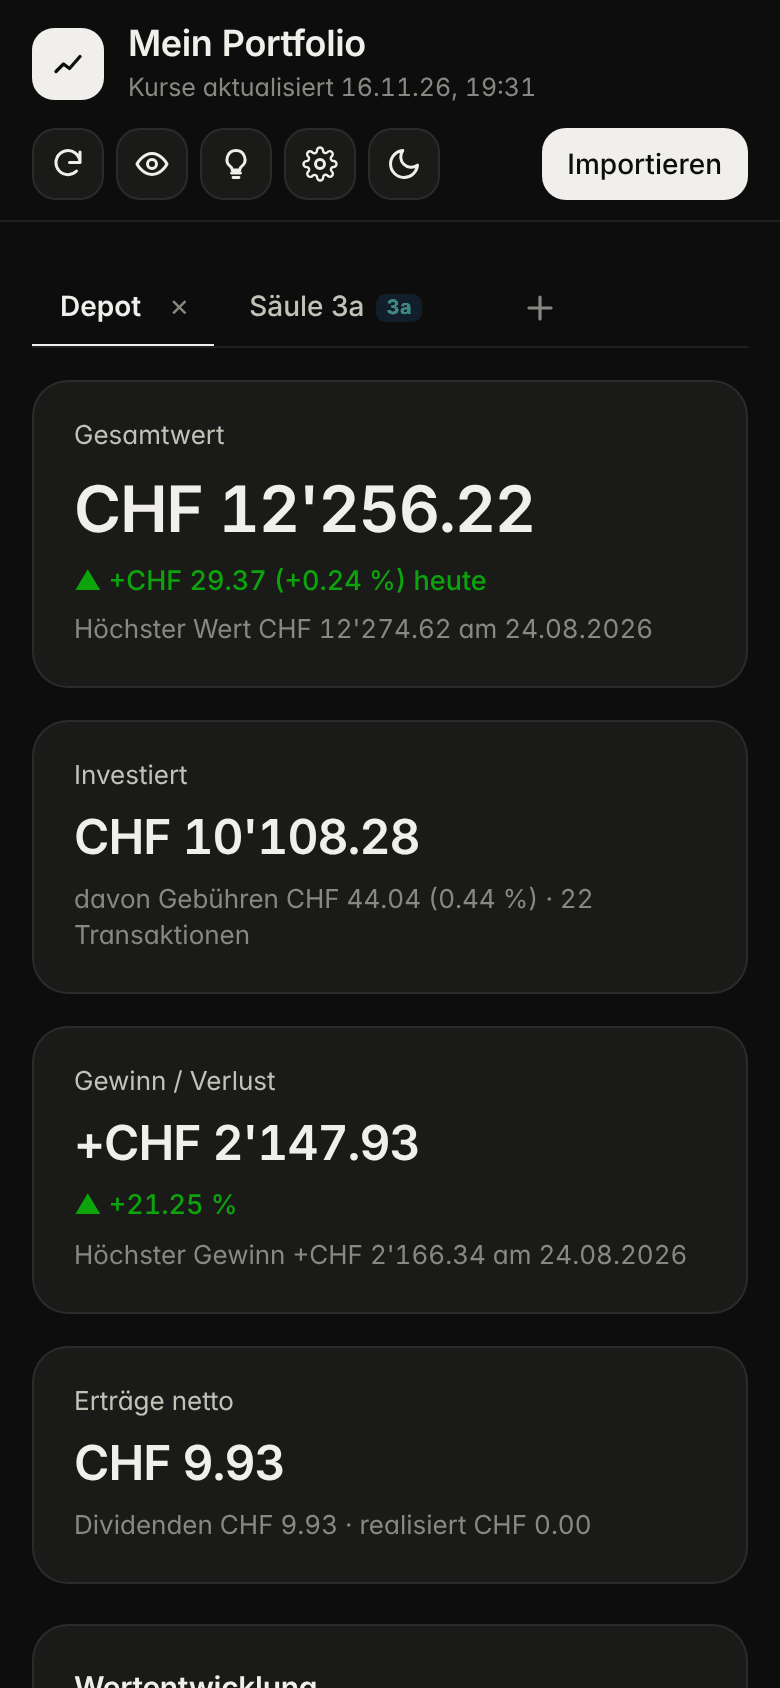 Mein Portfolio
Kurse aktualisiert 16.11.26, 19:31
Importieren
Depot ×
Säule 3a 3a +
Gesamtwert
CHF 12'256.22
▲ +CHF 29.37 (+0.24 %) heute
Höchster Wert CHF 12'274.62 am 24.08.2026
Investiert
CHF 10'108.28
davon Gebühren CHF 44.04 (0.44 %) · 22
Transaktionen
Gewinn / Verlust
+CHF 2'147.93
▲ +21.25 %
Höchster Gewinn +CHF 2'166.34 am 24.08.2026
Erträge netto
CHF 9.93
Dividenden CHF 9.93 · realisiert CHF 0.00
Wertentwicklung